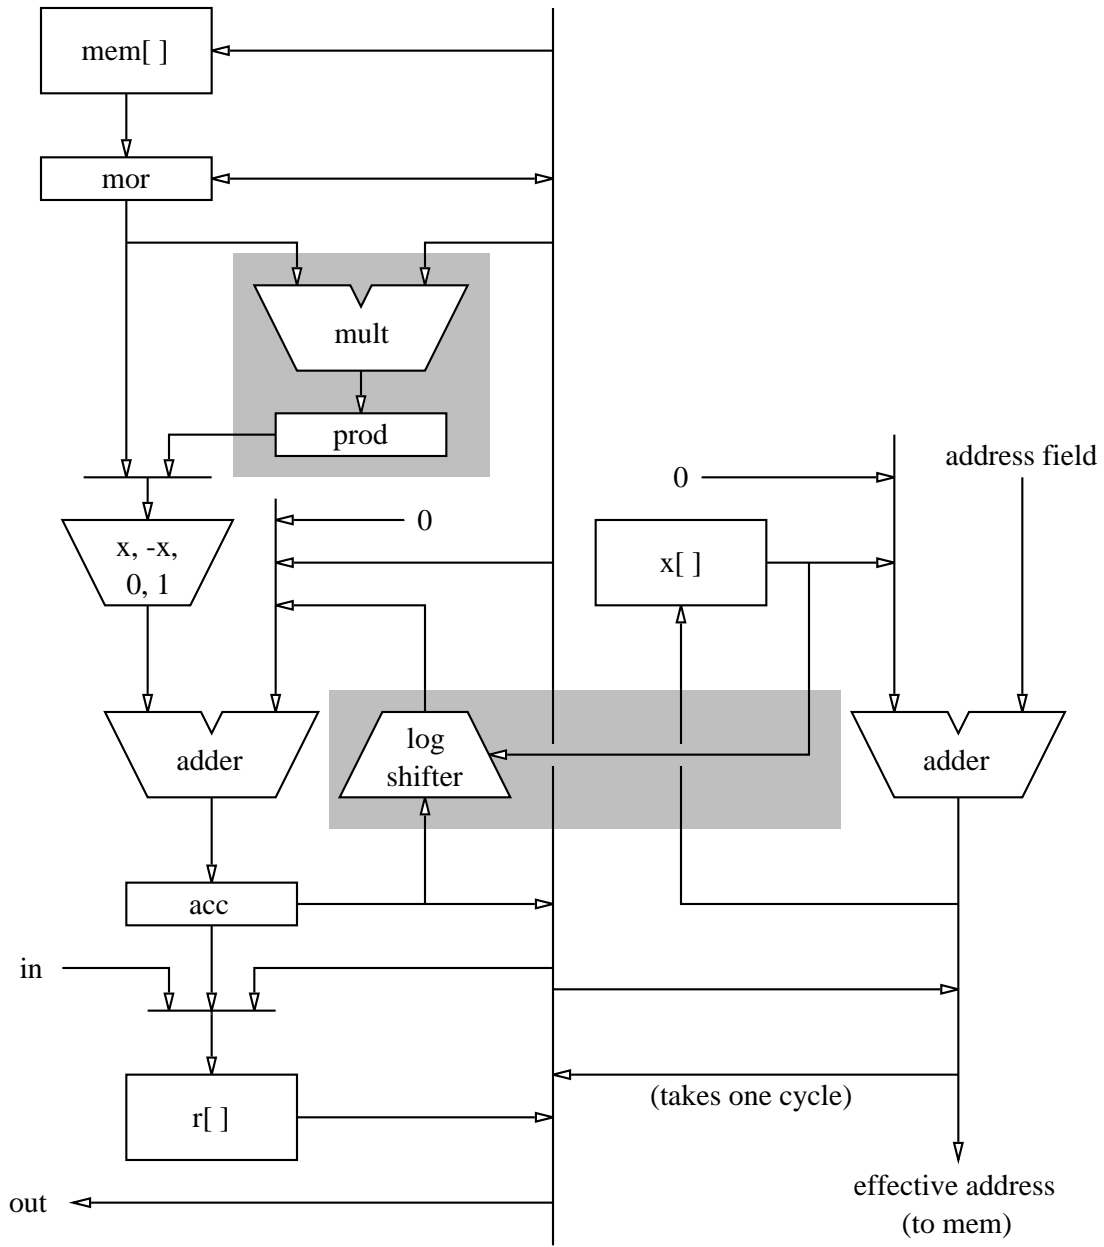 mem[ ]
mor
mult
prod
address field
0
0
x, -x,
0, 1
x[ ]
adder
log
shifter
adder
acc
in
(takes one cycle)
r[ ]
effective address
(to mem)
out